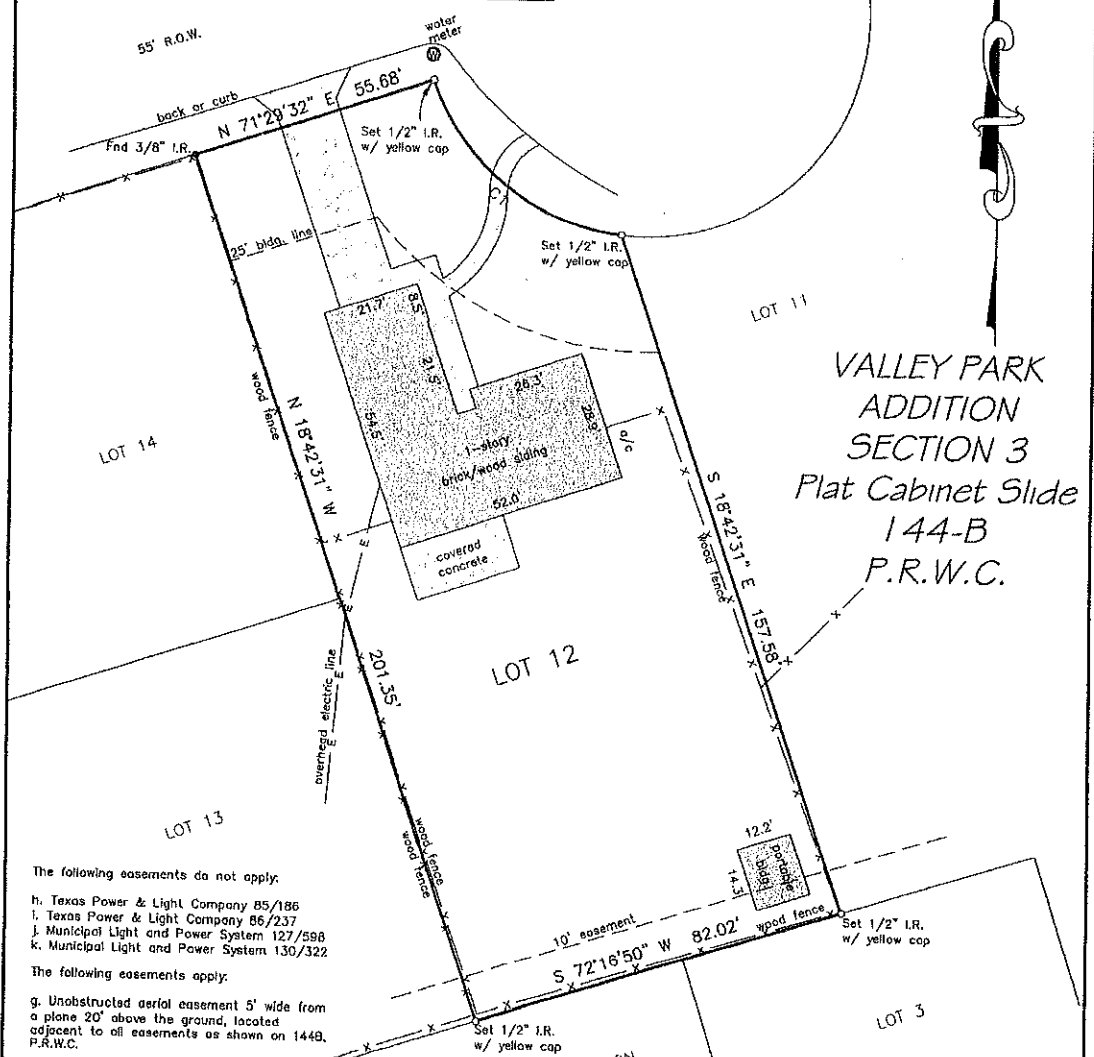 55' R.O.W.
water
meter
W
back or curb
N 71°29'32" E 55.68'
Fnd 3/8" I.R.
Set 1/2" I.R.
w/ yellow cap
C1
25' bldg. line
Set 1/2" I.R.
w/ yellow cap
LOT 11
21.7'
8.5'
21.5'
26.3'
28.9'
a/c
54.5'
1-story
brick/wood siding
52.0'
covered
concrete
wood fence
N 18°42'31" W
201.35'
LOT 14
VALLEY PARK
ADDITION
SECTION 3
Plat Cabinet Slide
144-B
P.R.W.C.
S 18°42'31" E 157.58'
wood fence
LOT 12
overhead electric line
E
E
E
E
E
LOT 13
wood fence
wood fence
12.2'
14.3'
portable
bldg.
10' easement
S 72°16'50" W 82.02'
wood fence
Set 1/2" I.R.
w/ yellow cap
Set 1/2" I.R.
w/ yellow cap
LOT 3
The following easements do not apply:
h. Texas Power & Light Company 85/186
i. Texas Power & Light Company 86/237
j. Municipal Light and Power System 127/598
k. Municipal Light and Power System 130/322
The following easements apply:
g. Unobstructed aerial easement 5' wide from
a plane 20' above the ground, located
adjacent to all easements as shown on 144B,
P.R.W.C.